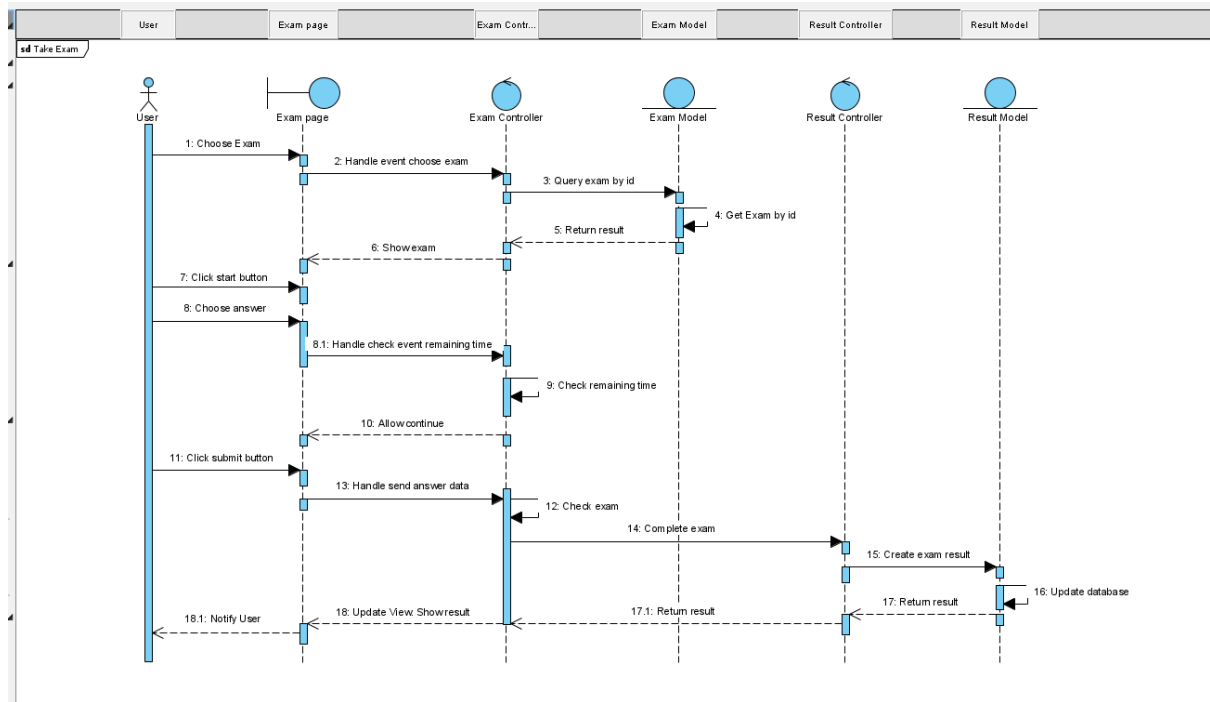 User
Exam page
Exam Contr...
Exam Model
Result Controller
Result Model
sd Take Exam
User
Exam page
Exam Controller
Exam Model
Result Controller
Result Model
1: Choose Exam
2: Handle event choose exam
3: Query exam by id
4: Get Exam by id
5: Return result
6: Show exam
7: Click start button
8: Choose answer
8.1: Handle check event remaining time
9: Check remaining time
10: Allow continue
11: Click submit button
13: Handle send answer data
12: Check exam
14: Complete exam
15: Create exam result
16: Update database
17: Return result
17.1: Return result
18: Update View. Show result
18.1: Notify User